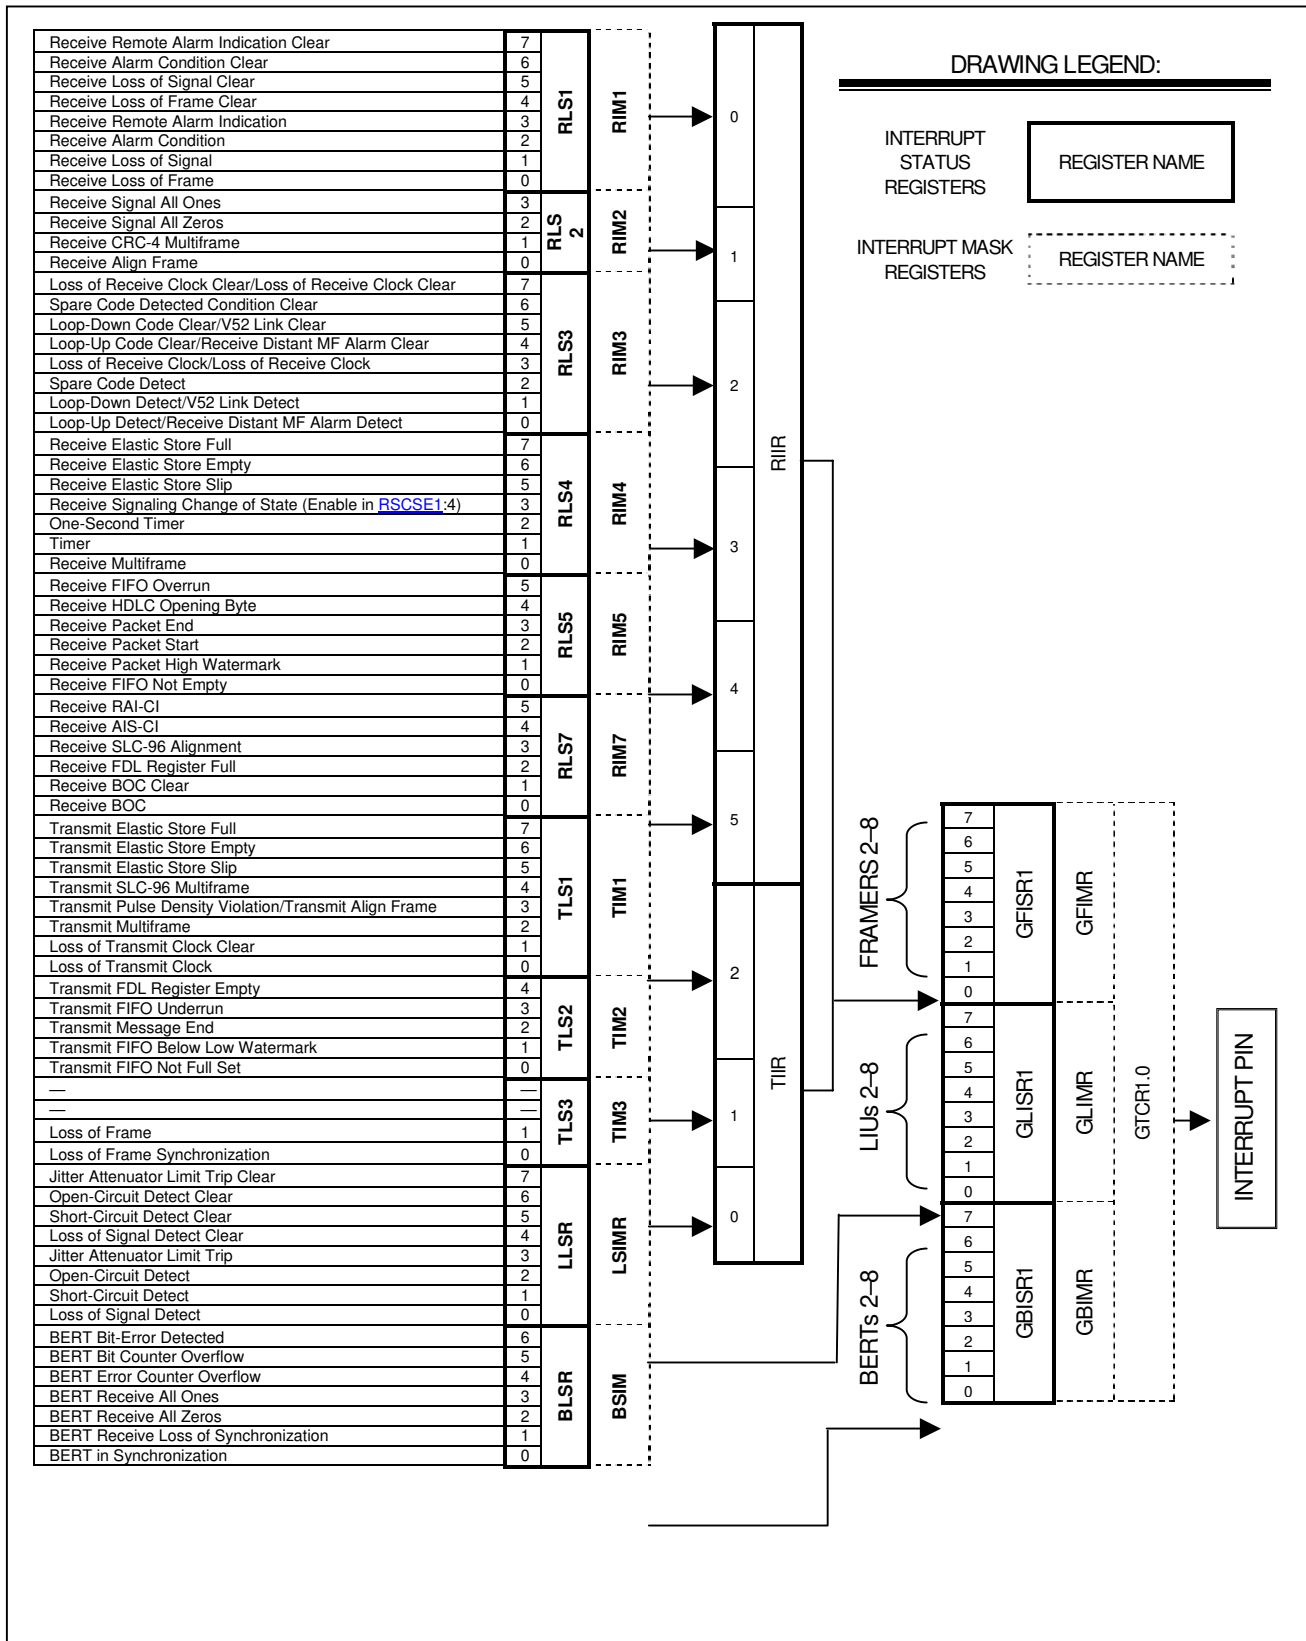 DRAWING LEGEND:
INTERRUPT
STATUS
REGISTERS
REGISTER NAME
INTERRUPT MASK
REGISTERS
REGISTER NAME
Receive Remote Alarm Indication Clear 7
Receive Alarm Condition Clear 6
Receive Loss of Signal Clear 5
Receive Loss of Frame Clear 4
Receive Remote Alarm Indication 3
Receive Alarm Condition 2
Receive Loss of Signal 1
Receive Loss of Frame 0
RLS1
RIM1
Receive Signal All Ones 3
Receive Signal All Zeros 2
Receive CRC-4 Multiframe 1
Receive Align Frame 0
RLS
2
RIM2
Loss of Receive Clock Clear/Loss of Receive Clock Clear 7
Spare Code Detected Condition Clear 6
Loop-Down Code Clear/V52 Link Clear 5
Loop-Up Code Clear/Receive Distant MF Alarm Clear 4
Loss of Receive Clock/Loss of Receive Clock 3
Spare Code Detect 2
Loop-Down Detect/V52 Link Detect 1
Loop-Up Detect/Receive Distant MF Alarm Detect 0
RLS3
RIM3
Receive Elastic Store Full 7
Receive Elastic Store Empty 6
Receive Elastic Store Slip 5
Receive Signaling Change of State (Enable in RSCSE1:4) 3
One-Second Timer 2
Timer 1
Receive Multiframe 0
RLS4
RIM4
Receive FIFO Overrun 5
Receive HDLC Opening Byte 4
Receive Packet End 3
Receive Packet Start 2
Receive Packet High Watermark 1
Receive FIFO Not Empty 0
RLS5
RIM5
Receive RAI-CI 5
Receive AIS-CI 4
Receive SLC-96 Alignment 3
Receive FDL Register Full 2
Receive BOC Clear 1
Receive BOC 0
RLS7
RIM7
Transmit Elastic Store Full 7
Transmit Elastic Store Empty 6
Transmit Elastic Store Slip 5
Transmit SLC-96 Multiframe 4
Transmit Pulse Density Violation/Transmit Align Frame 3
Transmit Multiframe 2
Loss of Transmit Clock Clear 1
Loss of Transmit Clock 0
TLS1
TIM1
Transmit FDL Register Empty 4
Transmit FIFO Underrun 3
Transmit Message End 2
Transmit FIFO Below Low Watermark 1
Transmit FIFO Not Full Set 0
TLS2
TIM2
— —
— —
Loss of Frame 1
Loss of Frame Synchronization 0
TLS3
TIM3
Jitter Attenuator Limit Trip Clear 7
Open-Circuit Detect Clear 6
Short-Circuit Detect Clear 5
Loss of Signal Detect Clear 4
Jitter Attenuator Limit Trip 3
Open-Circuit Detect 2
Short-Circuit Detect 1
Loss of Signal Detect 0
LLSR
LSIMR
BERT Bit-Error Detected 6
BERT Bit Counter Overflow 5
BERT Error Counter Overflow 4
BERT Receive All Ones 3
BERT Receive All Zeros 2
BERT Receive Loss of Synchronization 1
BERT in Synchronization 0
BLSR
BSIM
0
1
2
3
4
5
RIIR
2
1
0
TIIR
FRAMERS 2–8
7
6
5
4
3
2
1
0
GFISR1
GFIMR
LIUs 2–8
7
6
5
4
3
2
1
0
GLISR1
GLIMR
BERTs 2–8
7
6
5
4
3
2
1
0
GBISR1
GBIMR
GTCR1.0
INTERRUPT PIN